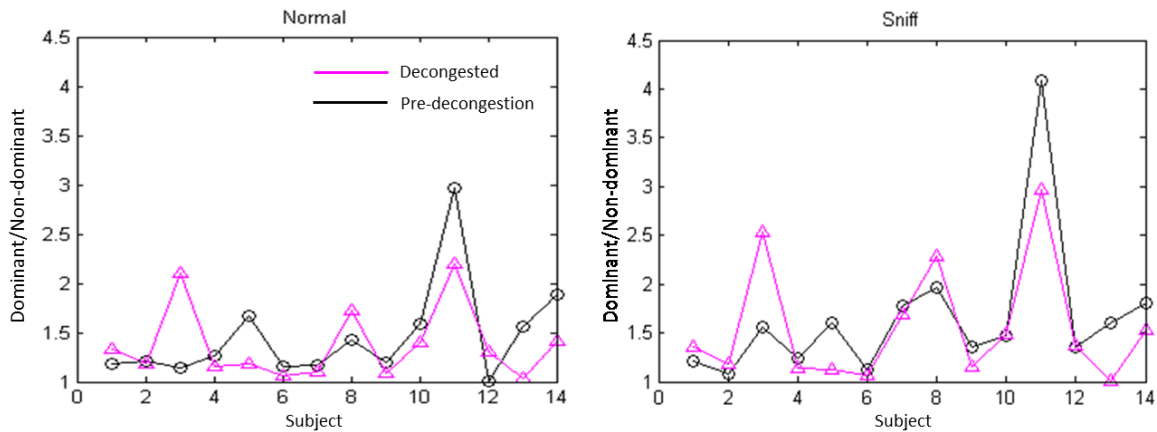 Normal
Dominant/Non-dominant
4.5
4
3.5
3
2.5
2
1.5
1
Decongested
Pre-decongestion
0 2 4 6 8 10 12 14
Subject
Sniff
Dominant/Non-dominant
4.5
4
3.5
3
2.5
2
1.5
1
0 2 4 6 8 10 12 14
Subject